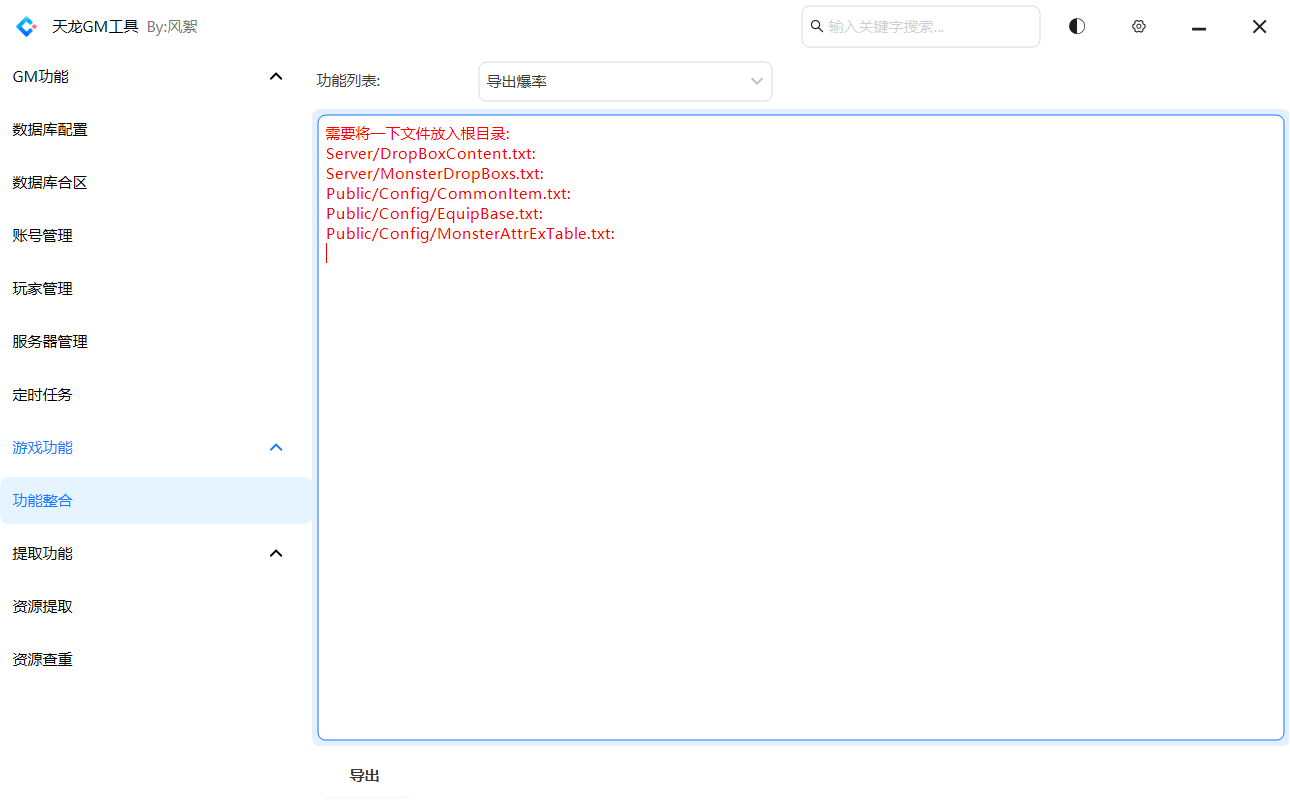 天龙GM工具 By:风絮
输入关键字搜索...
GM功能
数据库配置
数据库合区
账号管理
玩家管理
服务器管理
定时任务
游戏功能
功能整合
提取功能
资源提取
资源查重
功能列表:
导出爆率
需要将一下文件放入根目录:
Server/DropBoxContent.txt:
Server/MonsterDropBoxs.txt:
Public/Config/CommonItem.txt:
Public/Config/EquipBase.txt:
Public/Config/MonsterAttrExTable.txt:
导出